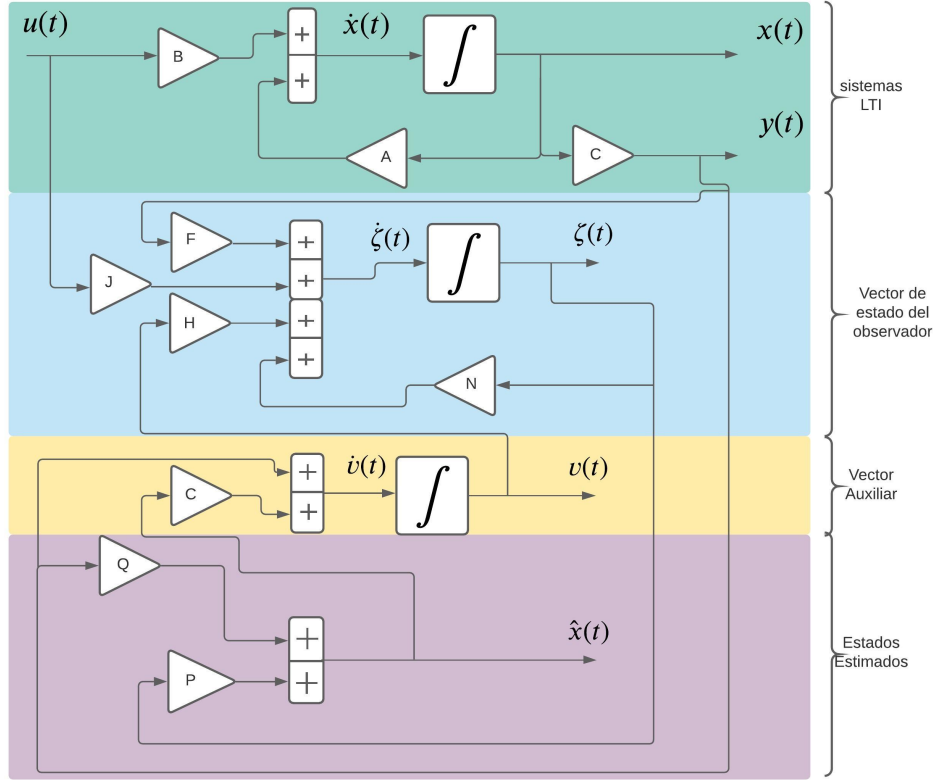 u(t)
B
+
+
ẋ(t)
∫
x(t)
A
C
y(t)
sistemas
LTI
F
J
H
+
+
+
+
ζ̇(t)
∫
ζ(t)
N
Vector de
estado del
observador
C
+
+
v̇(t)
∫
v(t)
Vector
Auxiliar
Q
P
+
+
x̂(t)
Estados
Estimados